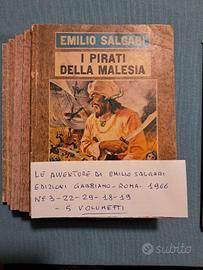 EMILIO SALGARI
I PIRATI
DELLA MALESIA
LE AVVENTURE DI EMILIO SALGARI
EDIZIONI GABBIANO - ROMA - 1966
N.i 3-22-29-18-19
- 5 VOLUMETTI
subito